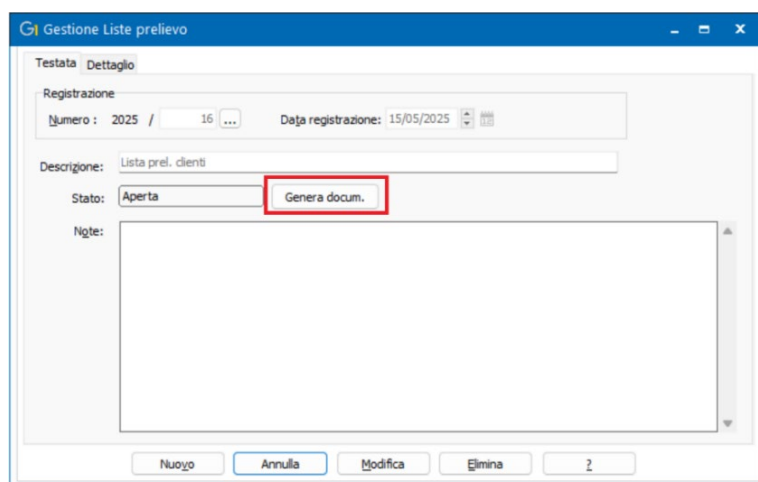 Gestione Liste prelievo
Testata Dettaglio
Registrazione
Numero : 2025 / 16 ... Data registrazione: 15/05/2025
Descrizione: Lista prel. clienti
Stato: Aperta Genera docum.
Note:
Nuovo Annulla Modifica Elimina ?